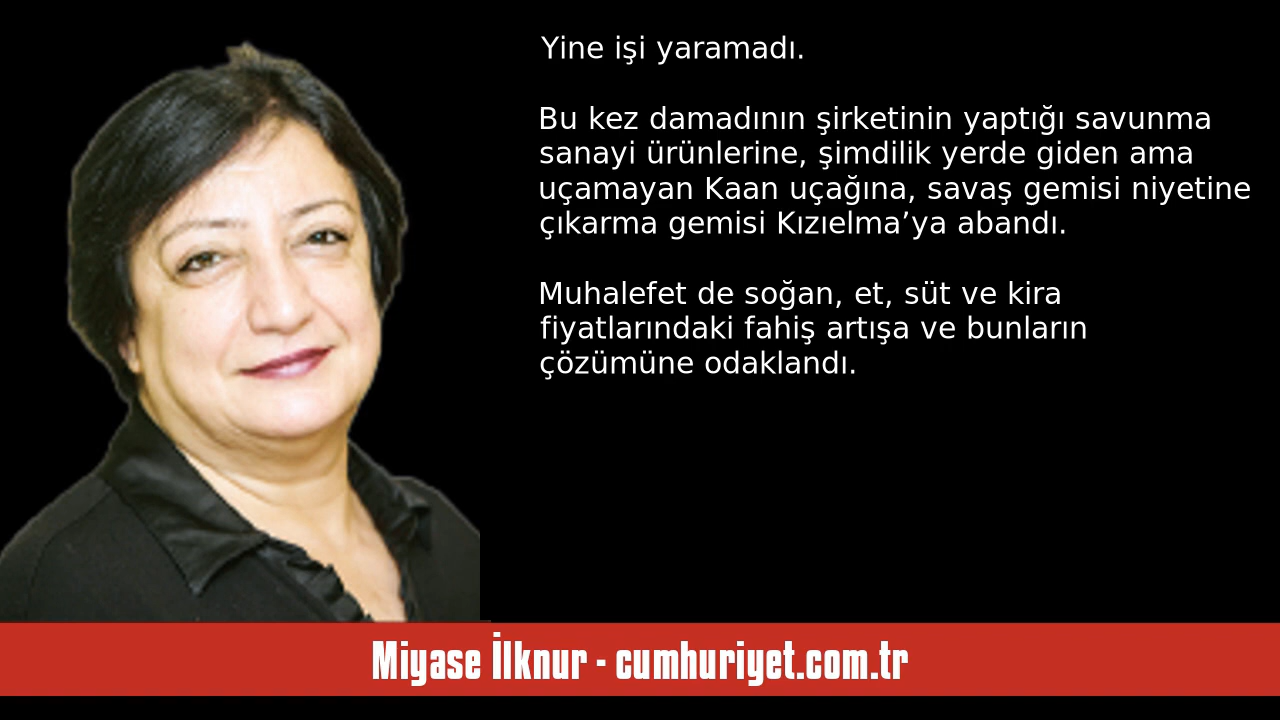 Yine işi yaramadı.
Bu kez damadının şirketinin yaptığı savunma
sanayi ürünlerine, şimdilik yerde giden ama
uçamayan Kaan uçağına, savaş gemisi niyetine
çıkarma gemisi Kızıelma’ya abandı.
Muhalefet de soğan, et, süt ve kira
fiyatlarındaki fahiş artışa ve bunların
çözümüne odaklandı.
Miyase İlknur - cumhuriyet.com.tr